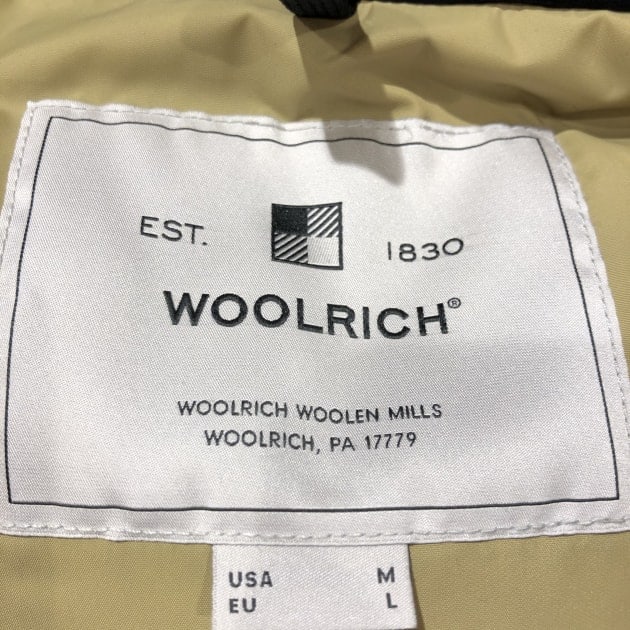 EST. 1830
WOOLRICH®
WOOLRICH WOOLEN MILLS
WOOLRICH, PA 17779
USA M
EU L